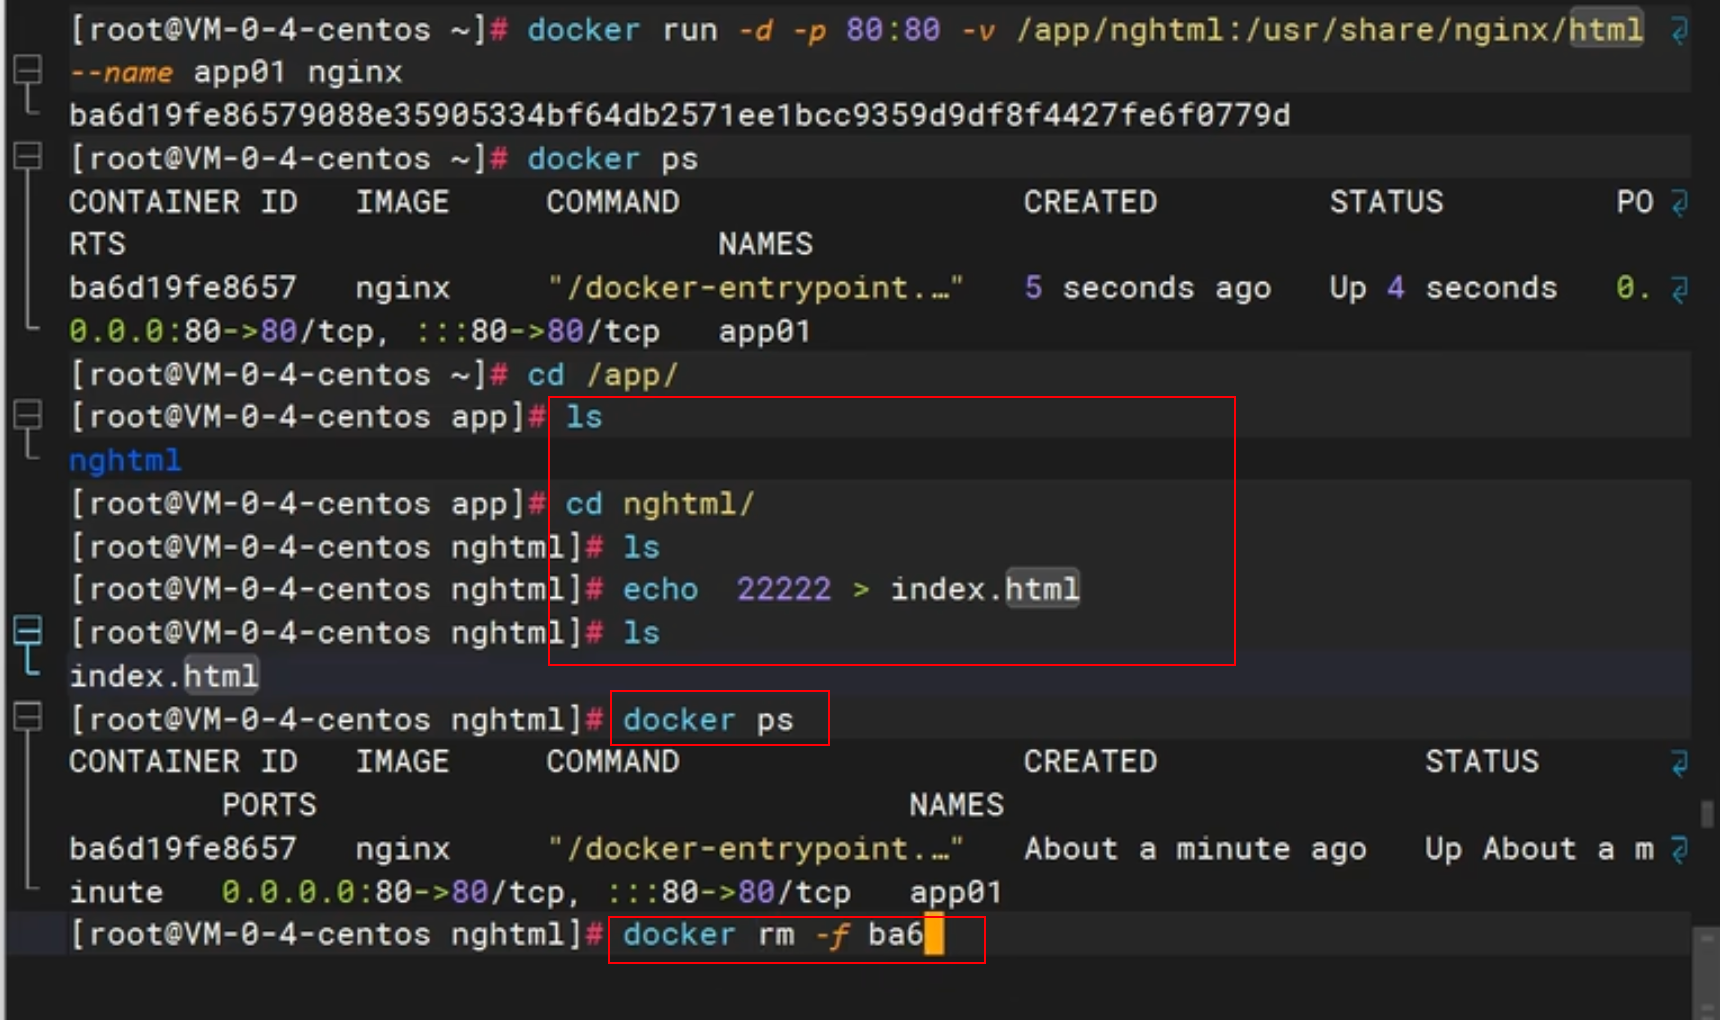 [root@VM-0-4-centos ~]# docker run -d -p 80:80 -v /app/nghtml:/usr/share/nginx/html
--name app01 nginx
ba6d19fe86579088e35905334bf64db2571ee1bcc9359d9df8f4427fe6f0779d
[root@VM-0-4-centos ~]# docker ps
CONTAINER ID   IMAGE     COMMAND                  CREATED         STATUS         PO
RTS                               NAMES
ba6d19fe8657   nginx     "/docker-entrypoint.…"   5 seconds ago   Up 4 seconds   0.
0.0.0:80->80/tcp, :::80->80/tcp   app01
[root@VM-0-4-centos ~]# cd /app/
[root@VM-0-4-centos app]# ls
nghtml
[root@VM-0-4-centos app]# cd nghtml/
[root@VM-0-4-centos nghtml]# ls
[root@VM-0-4-centos nghtml]# echo  22222 > index.html
[root@VM-0-4-centos nghtml]# ls
index.html
[root@VM-0-4-centos nghtml]# docker ps
CONTAINER ID   IMAGE     COMMAND                  CREATED              STATUS
        PORTS                               NAMES
ba6d19fe8657   nginx     "/docker-entrypoint.…"   About a minute ago   Up About a m
inute   0.0.0.0:80->80/tcp, :::80->80/tcp   app01
[root@VM-0-4-centos nghtml]# docker rm -f ba6